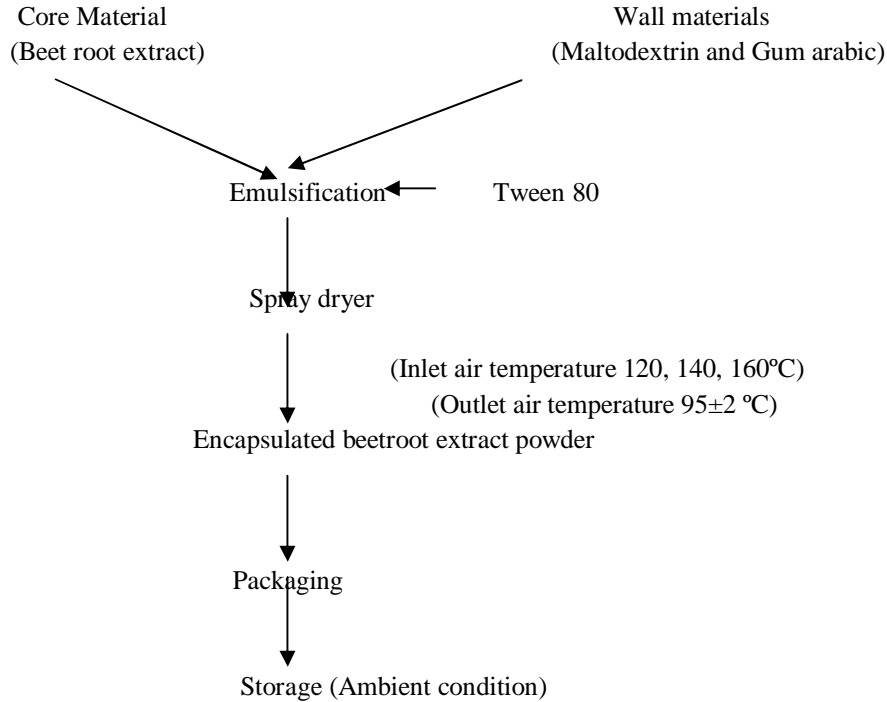 Core Material
(Beet root extract)
Wall materials
(Maltodextrin and Gum arabic)
Emulsification
Tween 80
Spray dryer
(Inlet air temperature 120, 140, 160ºC)
(Outlet air temperature 95±2 ºC)
Encapsulated beetroot extract powder
Packaging
Storage (Ambient condition)